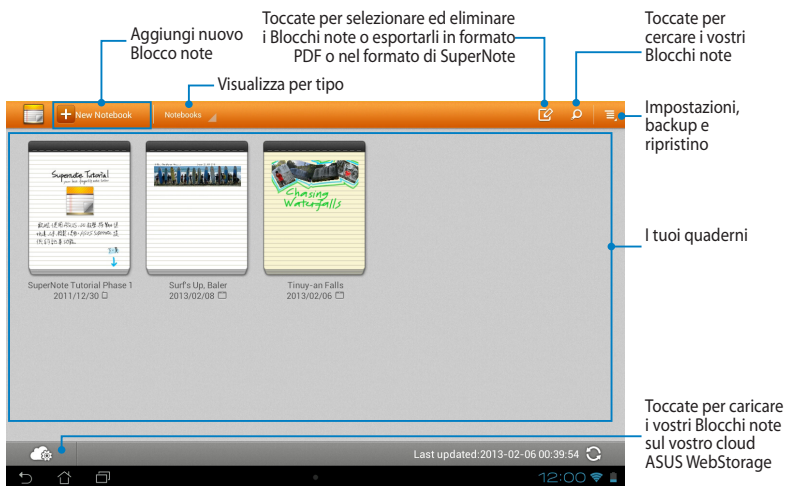 Toccate per selezionare ed eliminare
i Blocchi note o esportarli in formato
PDF o nel formato di SuperNote
Toccate per
cercare i vostri
Blocchi note
Aggiungi nuovo
Blocco note
Visualizza per tipo
Impostazioni,
backup e
ripristino
New Notebook
Notebooks
Supernote Tutorial
Chasing
Waterfalls
SuperNote Tutorial Phase 1
2011/12/30
Surf's Up, Baler
2013/02/08
Tinuy-an Falls
2013/02/06
I tuoi quaderni
Toccate per caricare
i vostri Blocchi note
sul vostro cloud
ASUS WebStorage
Last updated:2013-02-06 00:39:54
12:00